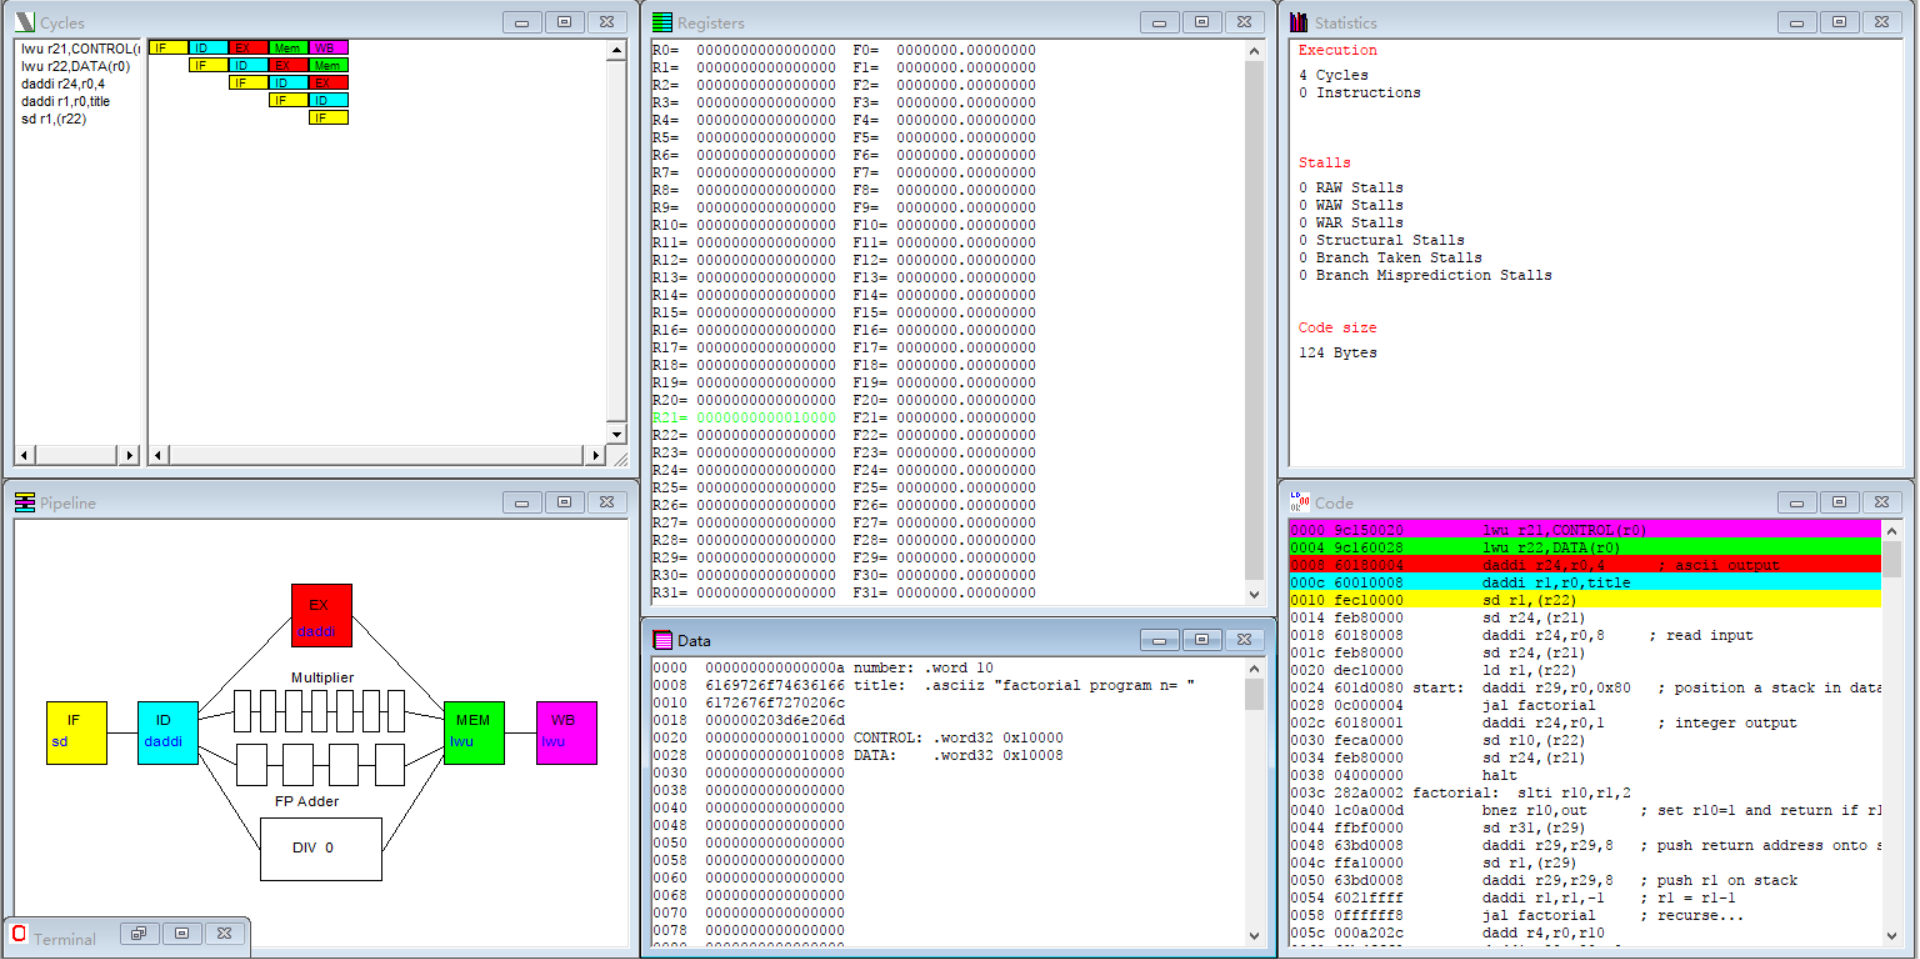 Cycles
lwu r21,CONTROL(r
lwu r22,DATA(r0)
daddi r24,r0,4
daddi r1,r0,title
sd r1,(r22)
IF ID EX Mem WB
IF ID EX Mem
IF ID EX
IF ID
IF
Registers
R0= 0000000000000000 F0= 0000000.00000000
R1= 0000000000000000 F1= 0000000.00000000
R2= 0000000000000000 F2= 0000000.00000000
R3= 0000000000000000 F3= 0000000.00000000
R4= 0000000000000000 F4= 0000000.00000000
R5= 0000000000000000 F5= 0000000.00000000
R6= 0000000000000000 F6= 0000000.00000000
R7= 0000000000000000 F7= 0000000.00000000
R8= 0000000000000000 F8= 0000000.00000000
R9= 0000000000000000 F9= 0000000.00000000
R10= 0000000000000000 F10= 0000000.00000000
R11= 0000000000000000 F11= 0000000.00000000
R12= 0000000000000000 F12= 0000000.00000000
R13= 0000000000000000 F13= 0000000.00000000
R14= 0000000000000000 F14= 0000000.00000000
R15= 0000000000000000 F15= 0000000.00000000
R16= 0000000000000000 F16= 0000000.00000000
R17= 0000000000000000 F17= 0000000.00000000
R18= 0000000000000000 F18= 0000000.00000000
R19= 0000000000000000 F19= 0000000.00000000
R20= 0000000000000000 F20= 0000000.00000000
R21= 0000000000010000 F21= 0000000.00000000
R22= 0000000000000000 F22= 0000000.00000000
R23= 0000000000000000 F23= 0000000.00000000
R24= 0000000000000000 F24= 0000000.00000000
R25= 0000000000000000 F25= 0000000.00000000
R26= 0000000000000000 F26= 0000000.00000000
R27= 0000000000000000 F27= 0000000.00000000
R28= 0000000000000000 F28= 0000000.00000000
R29= 0000000000000000 F29= 0000000.00000000
R30= 0000000000000000 F30= 0000000.00000000
R31= 0000000000000000 F31= 0000000.00000000
Statistics
Execution
4 Cycles
0 Instructions
Stalls
0 RAW Stalls
0 WAW Stalls
0 WAR Stalls
0 Structural Stalls
0 Branch Taken Stalls
0 Branch Misprediction Stalls
Code size
124 Bytes
Pipeline
EX
daddi
Multiplier
IF
sd
ID
daddi
MEM
lwu
WB
lwu
FP Adder
DIV 0
Terminal
Data
0000 000000000000000a number: .word 10
0008 6169726f74636166 title: .asciiz "factorial program n= "
0010 6172676f7270206c
0018 000000203d6e206d
0020 0000000000010000 CONTROL: .word32 0x10000
0028 0000000000010008 DATA: .word32 0x10008
0030 0000000000000000
0038 0000000000000000
0040 0000000000000000
0048 0000000000000000
0050 0000000000000000
0058 0000000000000000
0060 0000000000000000
0068 0000000000000000
0070 0000000000000000
0078 0000000000000000
Code
0000 9c150020 lwu r21,CONTROL(r0)
0004 9c160028 lwu r22,DATA(r0)
0008 60180004 daddi r24,r0,4 ; ascii output
000c 60010008 daddi r1,r0,title
0010 fec10000 sd r1,(r22)
0014 feb80000 sd r24,(r21)
0018 60180008 daddi r24,r0,8 ; read input
001c feb80000 sd r24,(r21)
0020 dec10000 ld r1,(r22)
0024 601d0080 start: daddi r29,r0,0x80 ; position a stack in data
0028 0c000004 jal factorial
002c 60180001 daddi r24,r0,1 ; integer output
0030 feca0000 sd r10,(r22)
0034 feb80000 sd r24,(r21)
0038 04000000 halt
003c 282a0002 factorial: slti r10,r1,2
0040 1c0a000d bnez r10,out ; set r10=1 and return if r1
0044 ffbf0000 sd r31,(r29)
0048 63bd0008 daddi r29,r29,8 ; push return address onto s
004c ffa10000 sd r1,(r29)
0050 63bd0008 daddi r29,r29,8 ; push r1 on stack
0054 6021ffff daddi r1,r1,-1 ; r1 = r1-1
0058 0ffffff8 jal factorial ; recurse...
005c 000a202c dadd r4,r0,r10